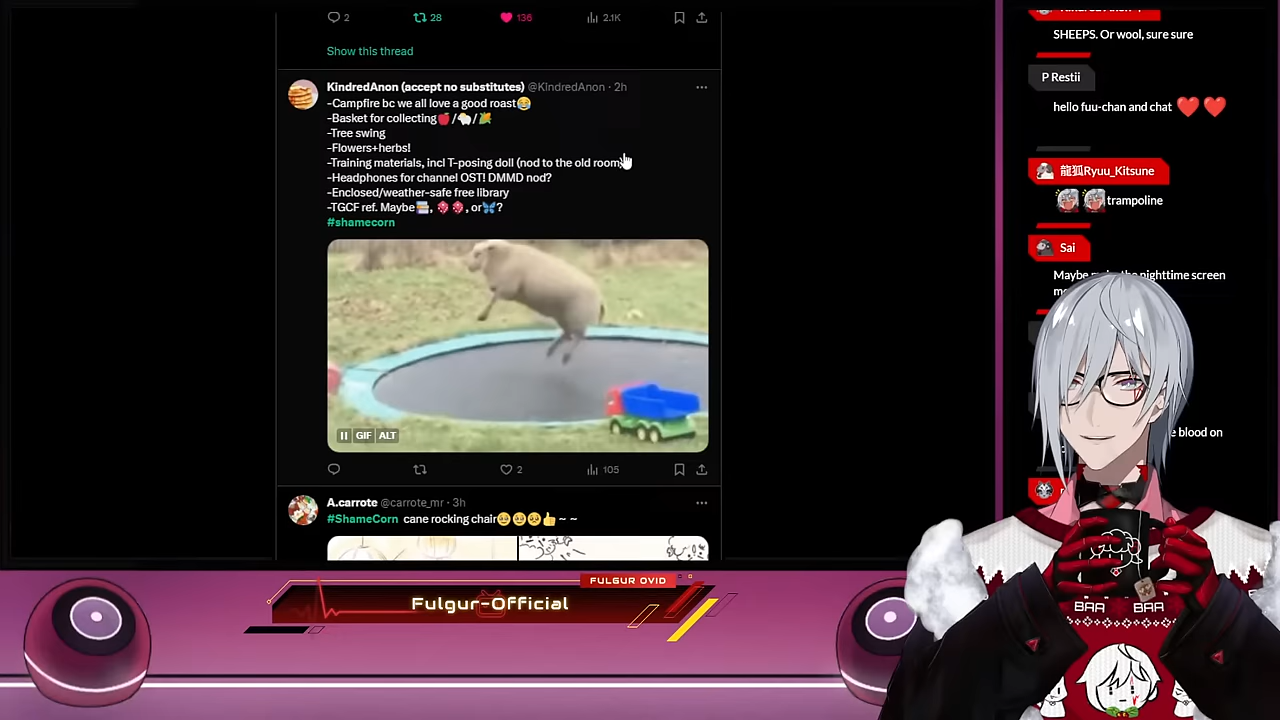 2 28 136 2.1K
Show this thread
KindredAnon (accept no substitutes) @KindredAnon · 2h
-Campfire bc we all love a good roast😂
-Basket for collecting🍎/🐑/🌽
-Tree swing
-Flowers+herbs!
-Training materials, incl T-posing doll (nod to the old room
-Headphones for channel OST! DMMD nod?
-Enclosed/weather-safe free library
-TGCF ref. Maybe📚, 🎲🎲, or🦋?
#shamecorn
GIF ALT
2 105
A.carrote @carrote_mr · 3h
#ShameCorn cane rocking chair🥺🥺🥺👍~ ~
SHEEPS. Or wool, sure sure
P Restii
hello fuu-chan and chat ❤️ ❤️
龍狐Ryuu_Kitsune
trampoline
Sai
Maybe the nighttime screen
e blood on
FULGUR OVID
Fulgur-Official
BAA BAA